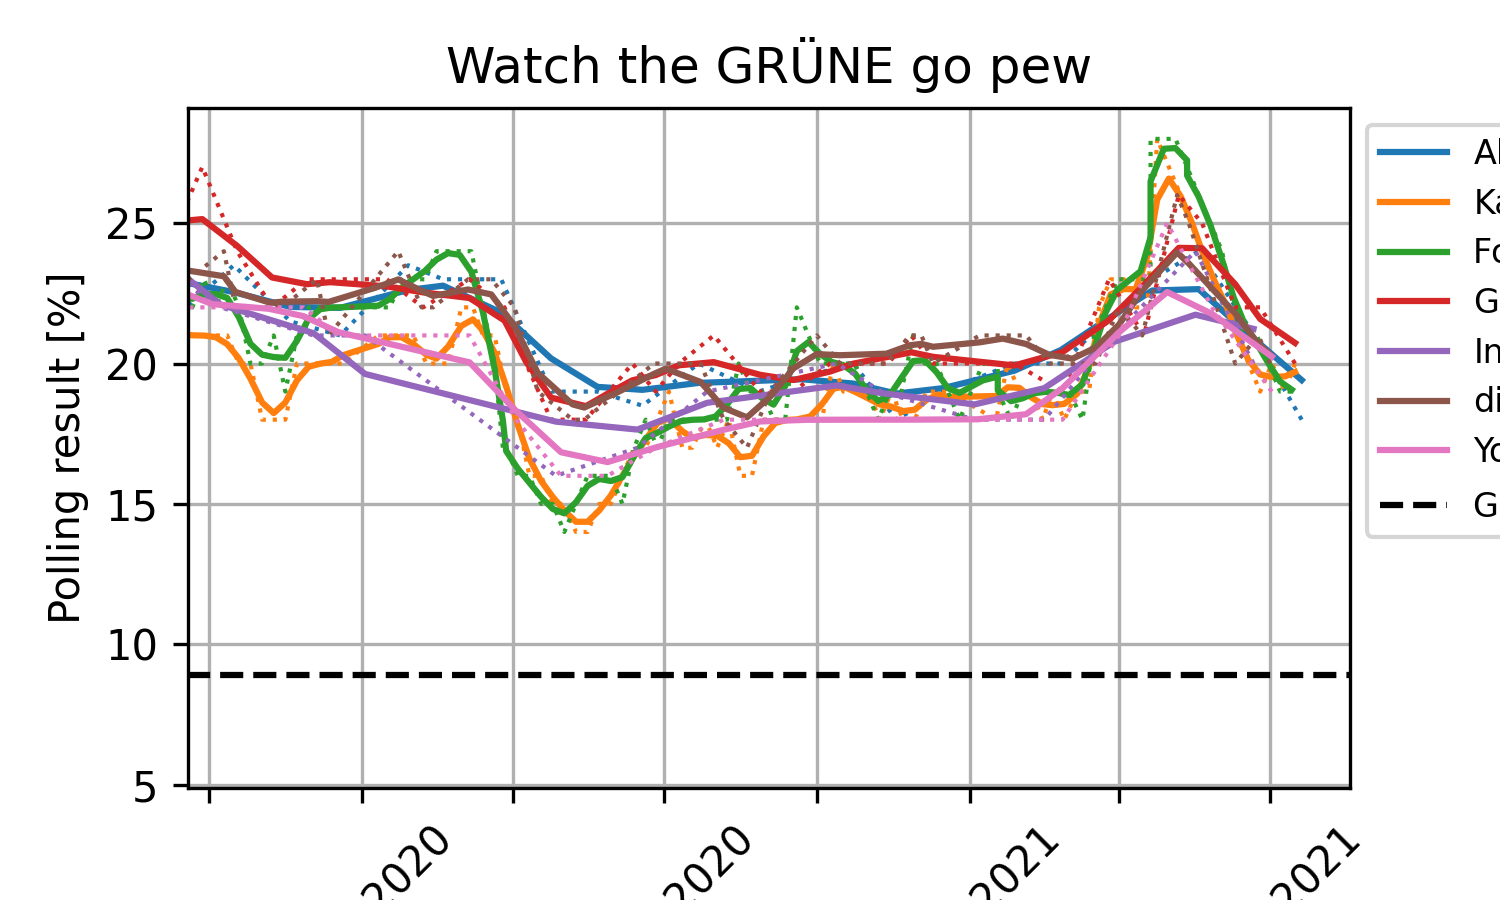 Watch the GRÜNE go pew
Polling result [%]
25
20
15
10
5
2020
2020
2021
2021
Al
Ka
Fo
G
In
di
Yo
G